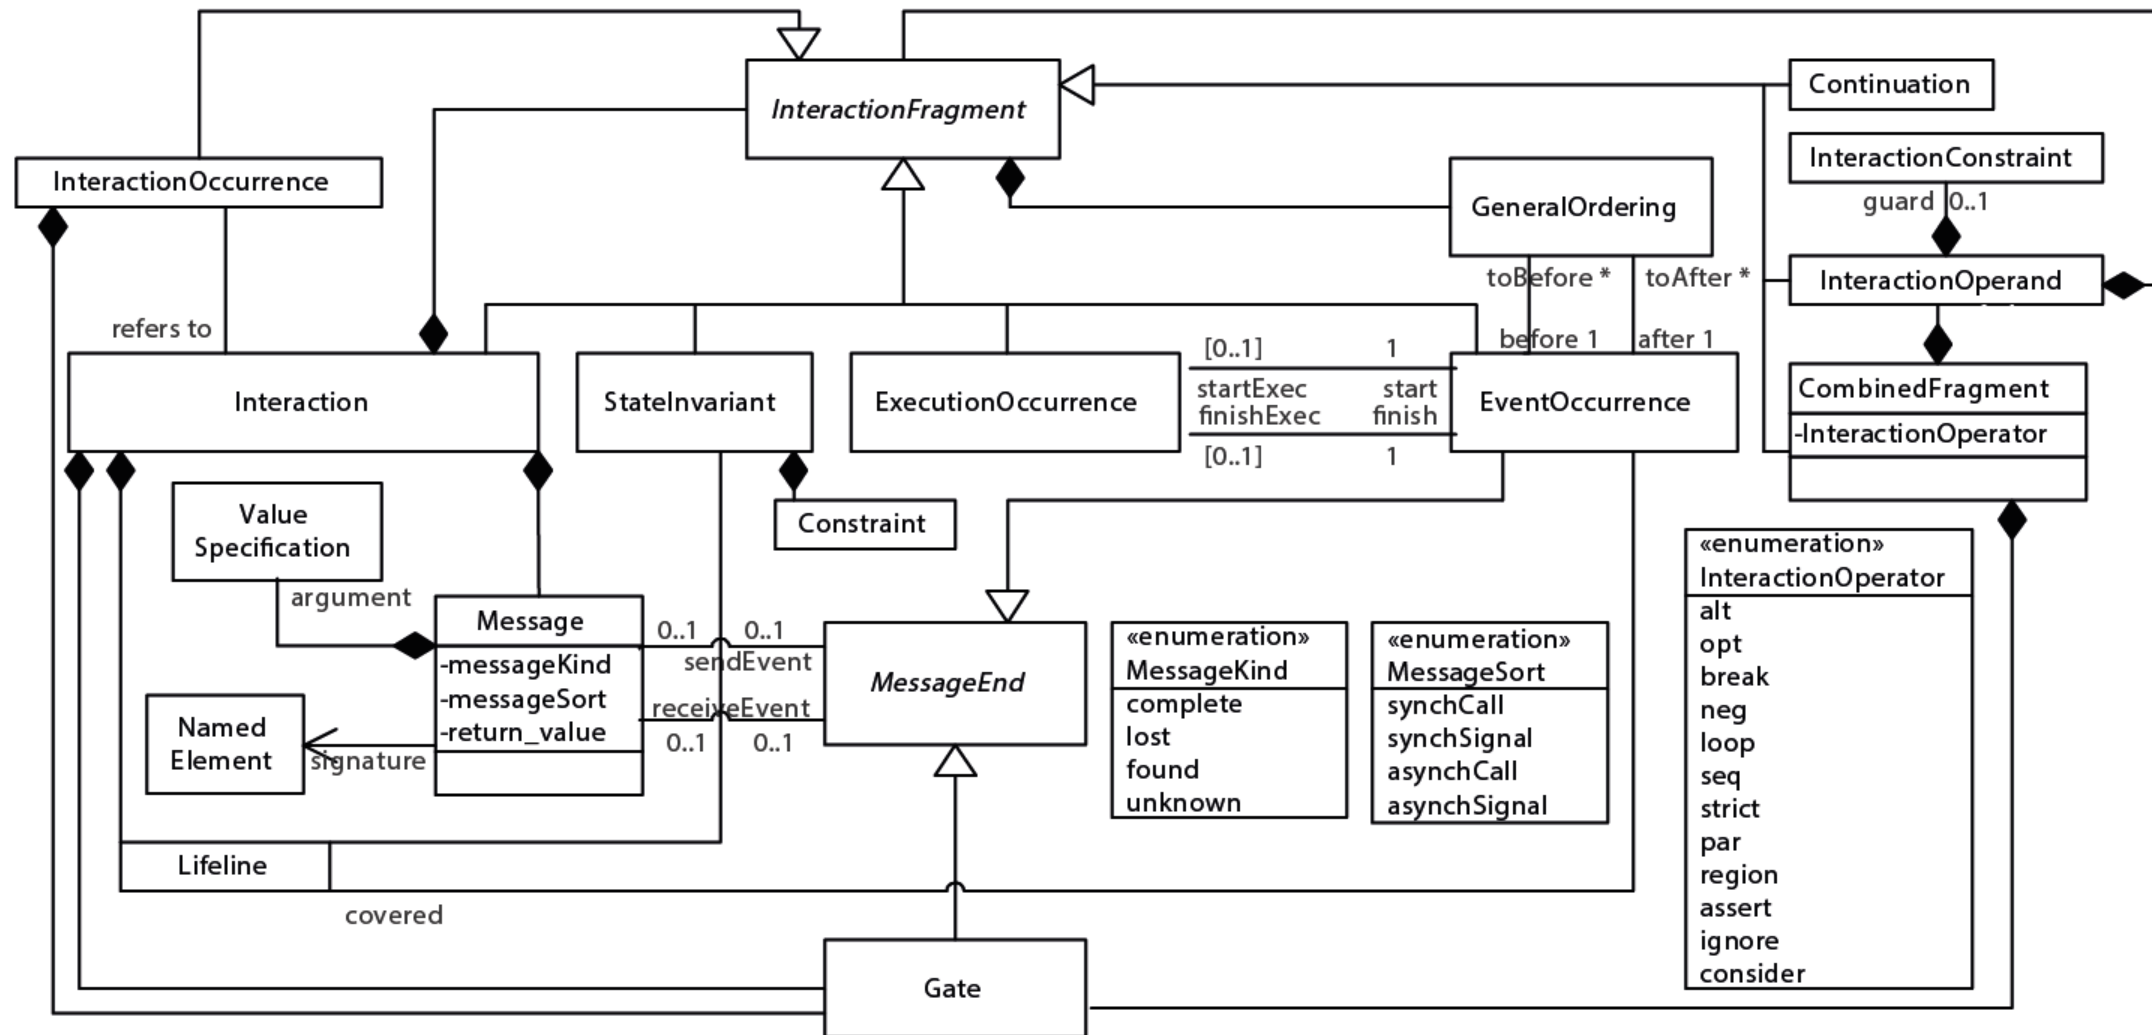 InteractionFragment
Continuation
InteractionConstraint
guard 0..1
InteractionOccurrence
GeneralOrdering
toBefore * toAfter *
InteractionOperand
refers to
before 1 after 1
[0..1] 1
Interaction
StateInvariant
ExecutionOccurrence
startExec start
finishExec finish
[0..1] 1
EventOccurrence
CombinedFragment
-InteractionOperator
Value
Specification
Constraint
argument
Message
-messageKind
-messageSort
-return_value
0..1 0..1
sendEvent
receiveEvent
0..1 0..1
MessageEnd
Named
Element
signature
«enumeration»
MessageKind
complete
lost
found
unknown
«enumeration»
MessageSort
synchCall
synchSignal
asynchCall
asynchSignal
«enumeration»
InteractionOperator
alt
opt
break
neg
loop
seq
strict
par
region
assert
ignore
consider
Lifeline
covered
Gate